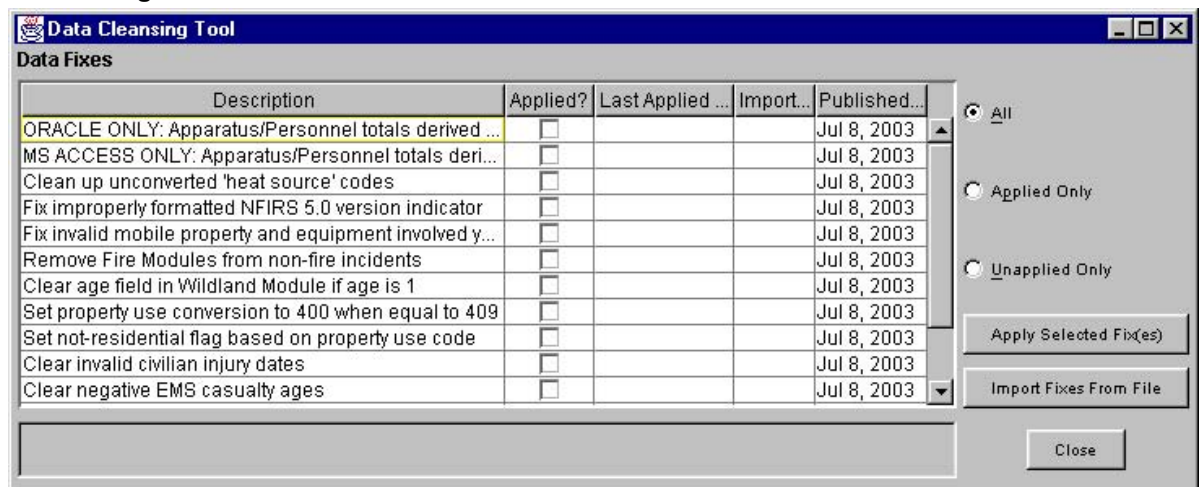 Data Cleansing Tool
Data Fixes
Description Applied? Last Applied ... Import... Published...
ORACLE ONLY: Apparatus/Personnel totals derived ... Jul 8, 2003
MS ACCESS ONLY: Apparatus/Personnel totals deri... Jul 8, 2003
Clean up unconverted 'heat source' codes Jul 8, 2003
Fix improperly formatted NFIRS 5.0 version indicator Jul 8, 2003
Fix invalid mobile property and equipment involved y... Jul 8, 2003
Remove Fire Modules from non-fire incidents Jul 8, 2003
Clear age field in Wildland Module if age is 1 Jul 8, 2003
Set property use conversion to 400 when equal to 409 Jul 8, 2003
Set not-residential flag based on property use code Jul 8, 2003
Clear invalid civilian injury dates Jul 8, 2003
Clear negative EMS casualty ages Jul 8, 2003
All
Applied Only
Unapplied Only
Apply Selected Fix(es)
Import Fixes From File
Close